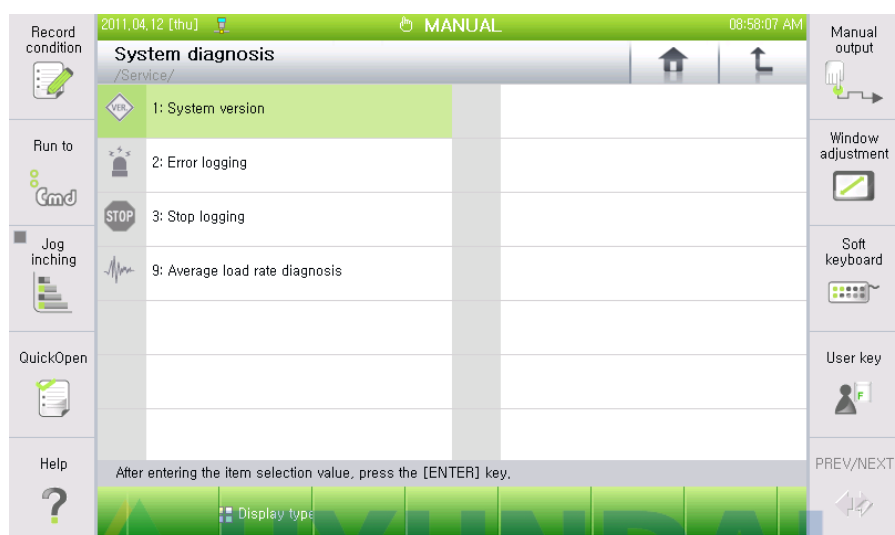 Record
condition
Run to
Cmd
Jog
inching
QuickOpen
Help
?
2011.04.12 [thu]
MANUAL
08:58:07 AM
System diagnosis
/Service/
VER.
1: System version
2: Error logging
STOP
3: Stop logging
9: Average load rate diagnosis
After entering the item selection value, press the [ENTER] key.
Display type
HYUNDAI
Manual
output
Window
adjustment
Soft
keyboard
User key
F
PREV/NEXT